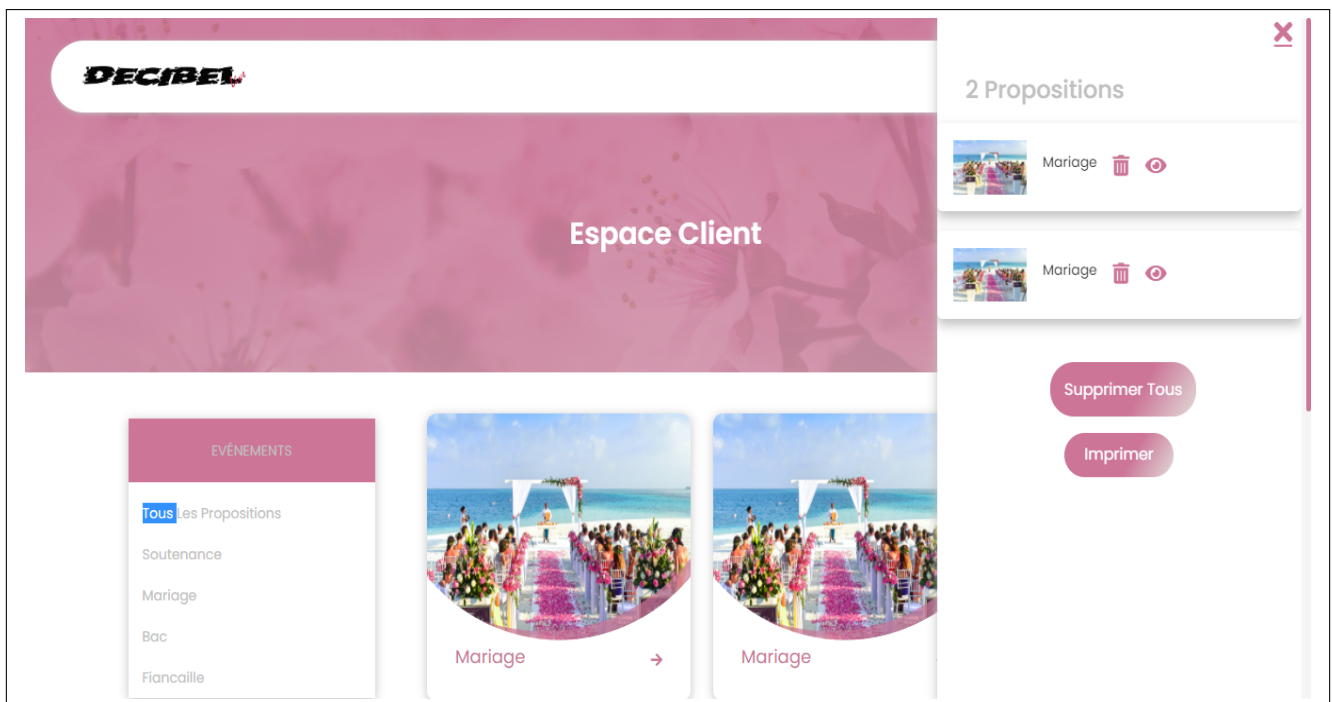 DECIBEL
2 Propositions
Mariage
Mariage
Espace Client
Supprimer Tous
Imprimer
EVÉNEMENTS
Tous Les Propositions
Soutenance
Mariage
Bac
Fiancaille
Mariage
Mariage